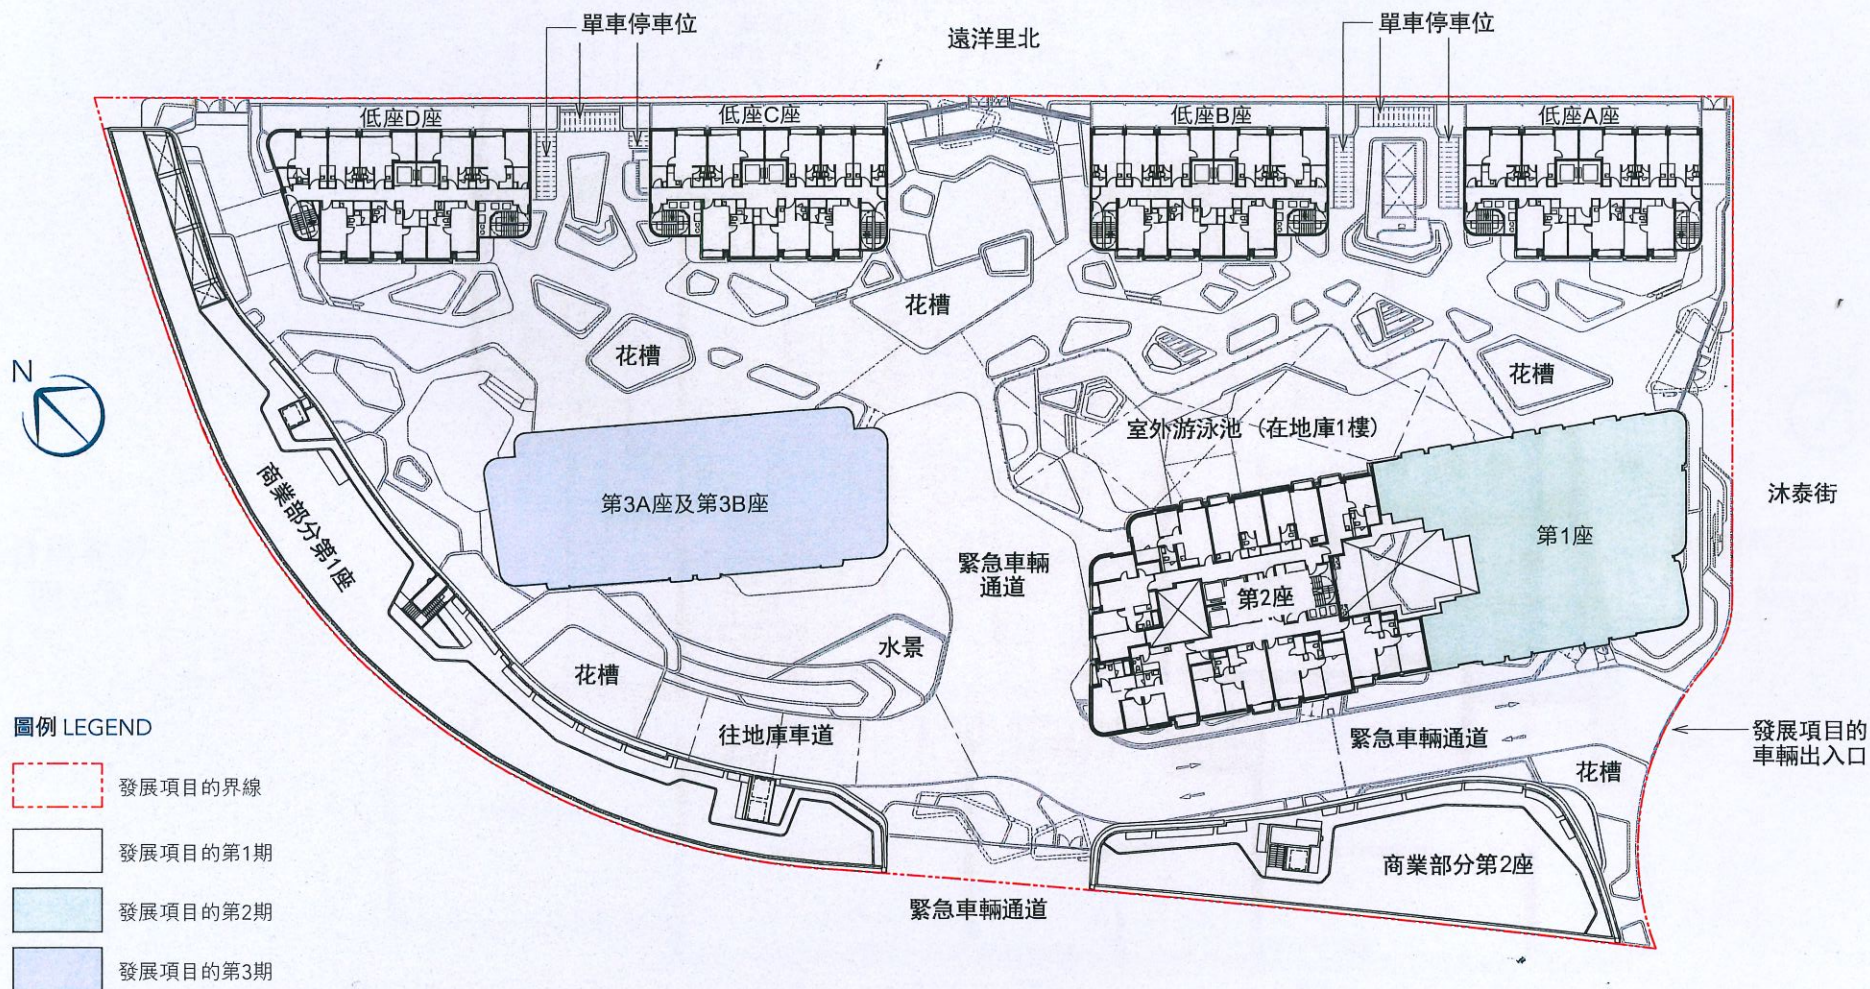 單車停車位
單車停車位
遠洋里北
低座D座
低座C座
低座B座
低座A座
花槽
花槽
花槽
N
室外游泳池（在地庫1樓）
商業部分第1座
第3A座及第3B座
沐泰街
第1座
緊急車輛
通道
第2座
水景
花槽
圖例 LEGEND
往地庫車道
緊急車輛通道
發展項目的
車輛出入口
花槽
發展項目的界線
發展項目的第1期
商業部分第2座
緊急車輛通道
發展項目的第2期
發展項目的第3期